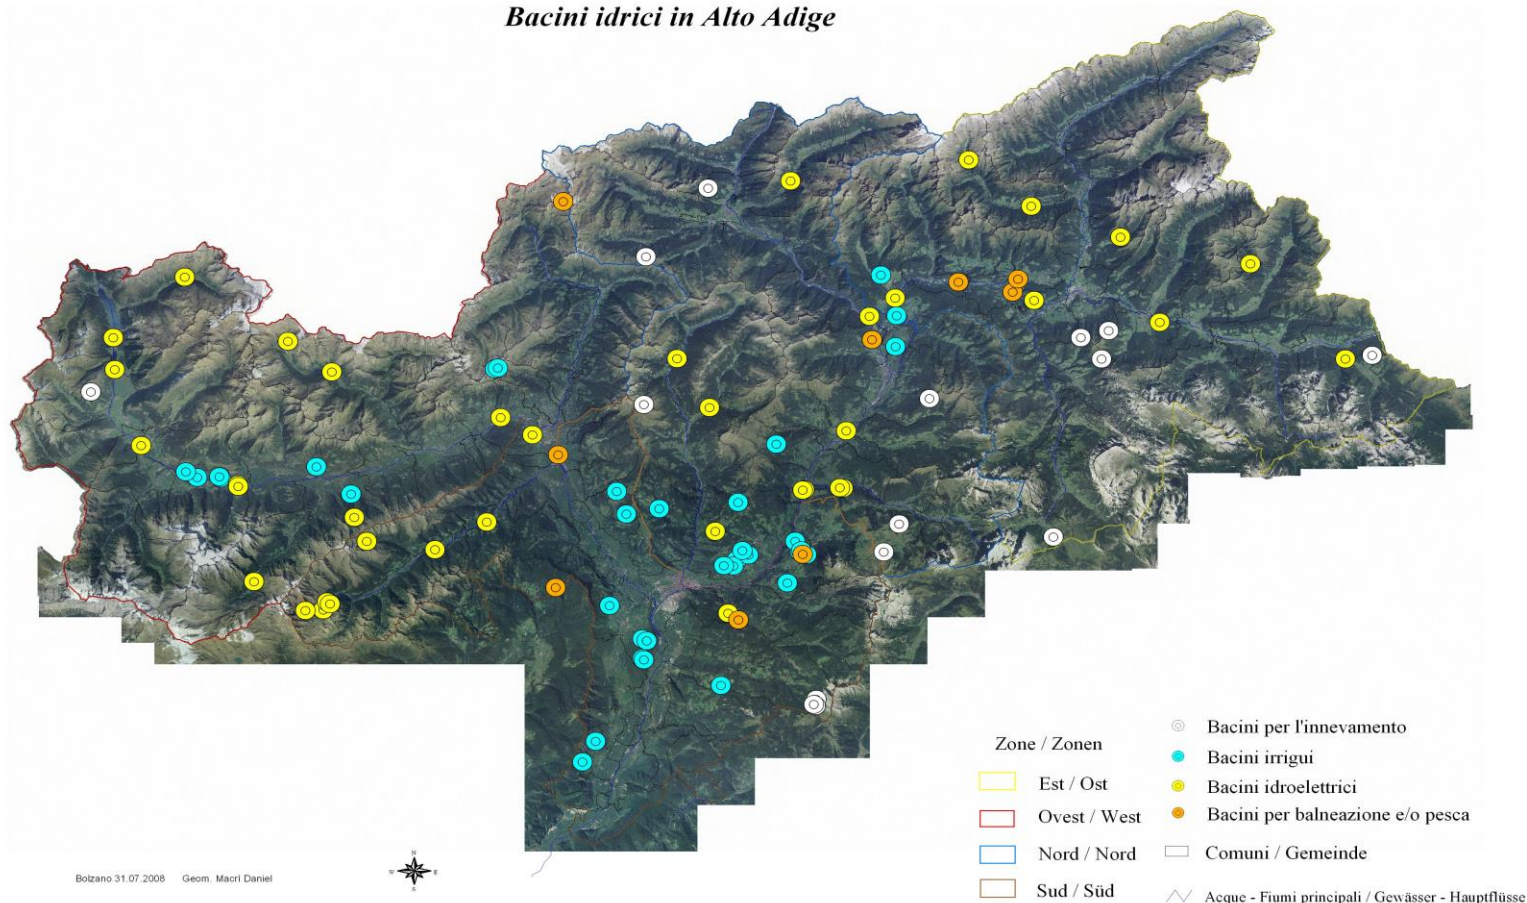 Bacini idrici in Alto Adige
Zone / Zonen
Est / Ost
Ovest / West
Nord / Nord
Sud / Süd
Bacini per l'innevamento
Bacini irrigui
Bacini idroelettrici
Bacini per balneazione e/o pesca
Comuni / Gemeinde
Acque - Fiumi principali / Gewässer - Hauptflüsse
N
W E
S
Bolzano 31.07.2008 Geom. Macrì Daniel